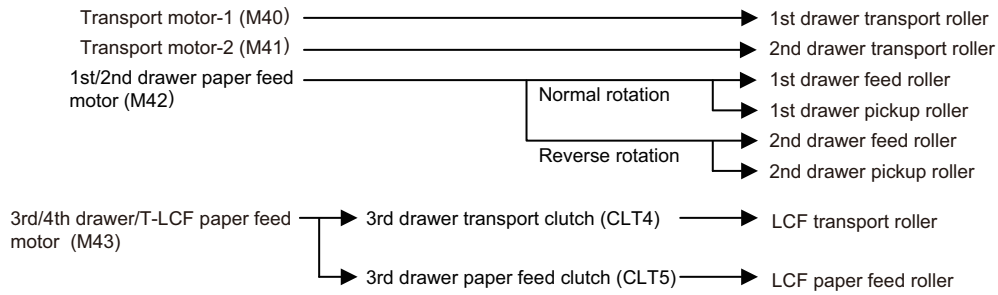 Transport motor-1 (M40)
1st drawer transport roller
Transport motor-2 (M41)
2nd drawer transport roller
1st/2nd drawer paper feed
motor (M42)
Normal rotation
1st drawer feed roller
1st drawer pickup roller
Reverse rotation
2nd drawer feed roller
2nd drawer pickup roller
3rd/4th drawer/T-LCF paper feed
motor (M43)
3rd drawer transport clutch (CLT4)
LCF transport roller
3rd drawer paper feed clutch (CLT5)
LCF paper feed roller